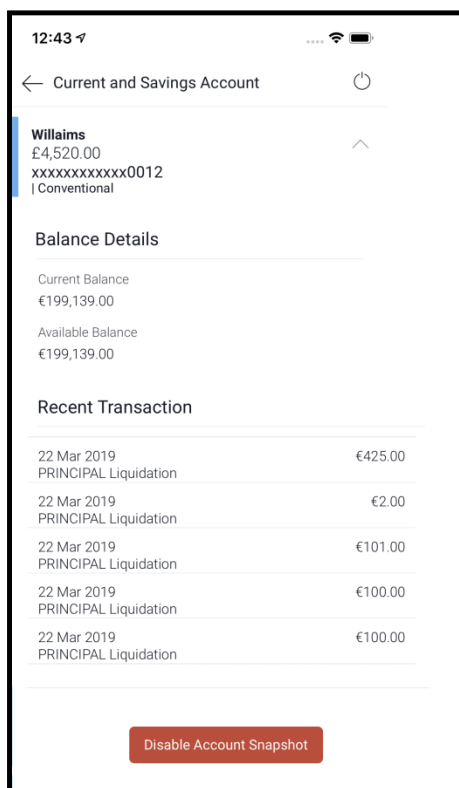 12:43
Current and Savings Account
Willaims
£4,520.00
xxxxxxxxxxxx0012
| Conventional
Balance Details
Current Balance
€199,139.00
Available Balance
€199,139.00
Recent Transaction
22 Mar 2019 €425.00
PRINCIPAL Liquidation
22 Mar 2019 €2.00
PRINCIPAL Liquidation
22 Mar 2019 €101.00
PRINCIPAL Liquidation
22 Mar 2019 €100.00
PRINCIPAL Liquidation
22 Mar 2019 €100.00
PRINCIPAL Liquidation
Disable Account Snapshot